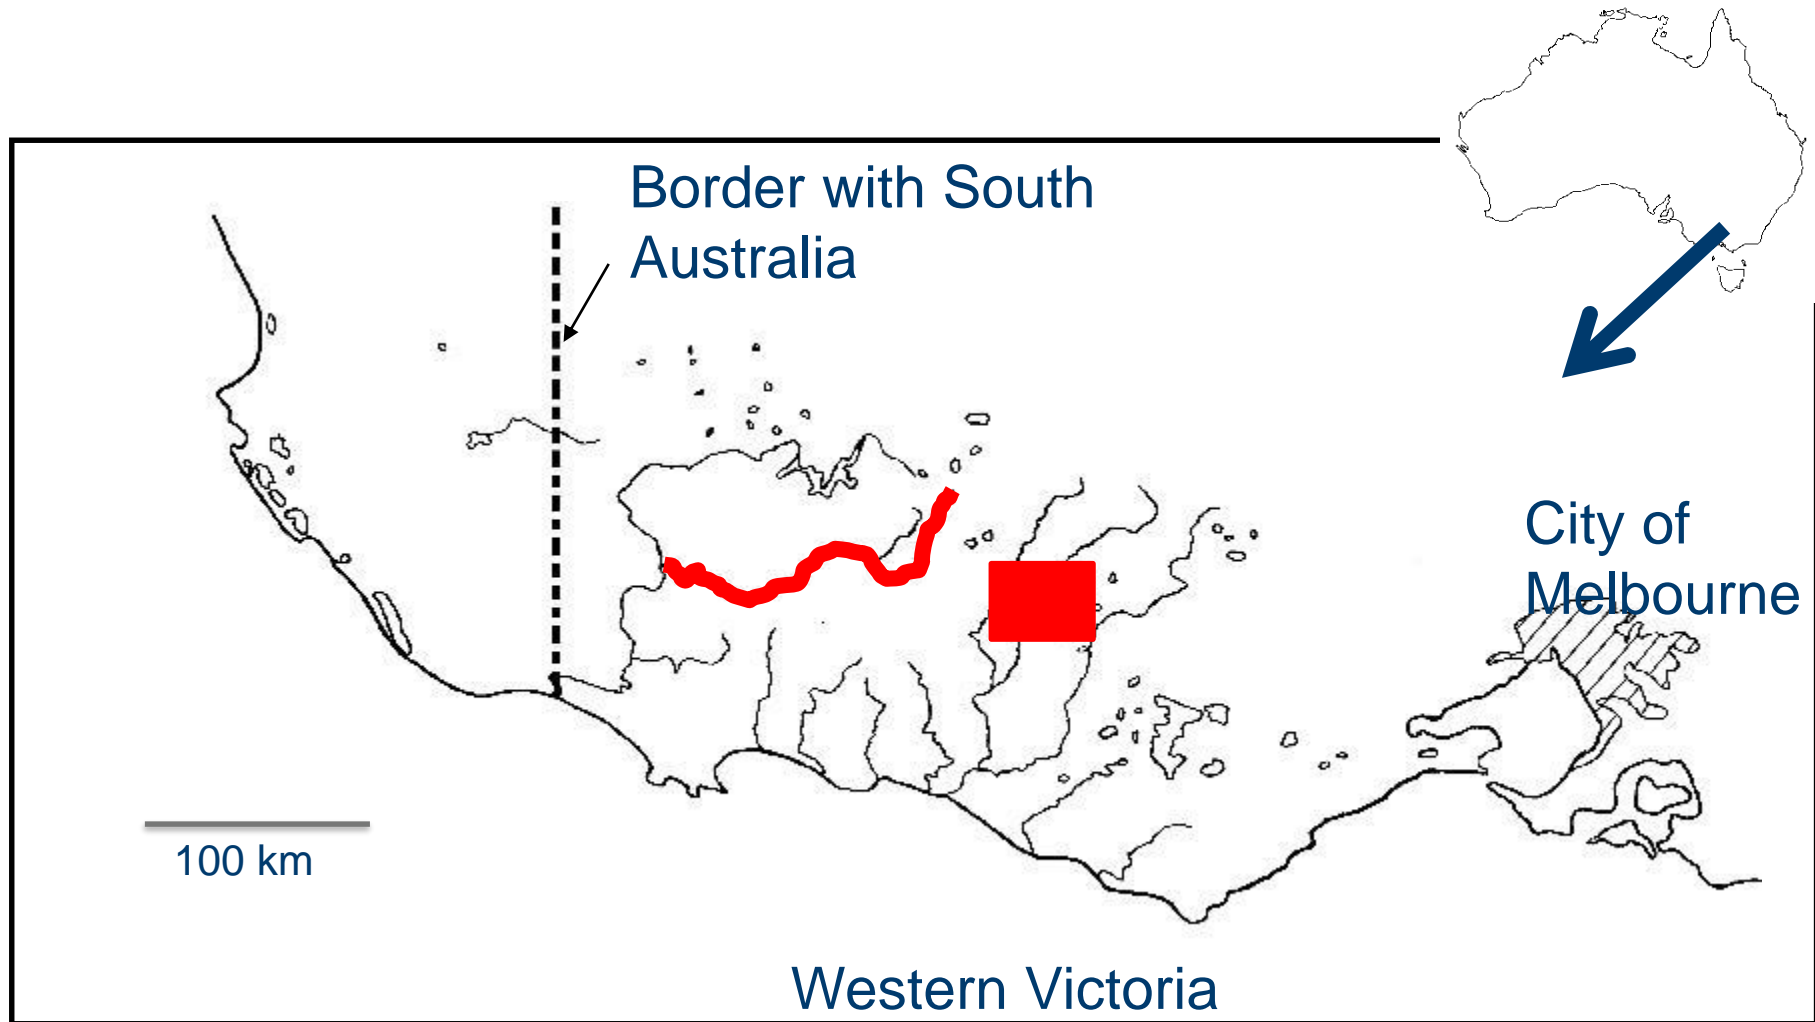 Border with South
Australia
City of
Melbourne
100 km
Western Victoria